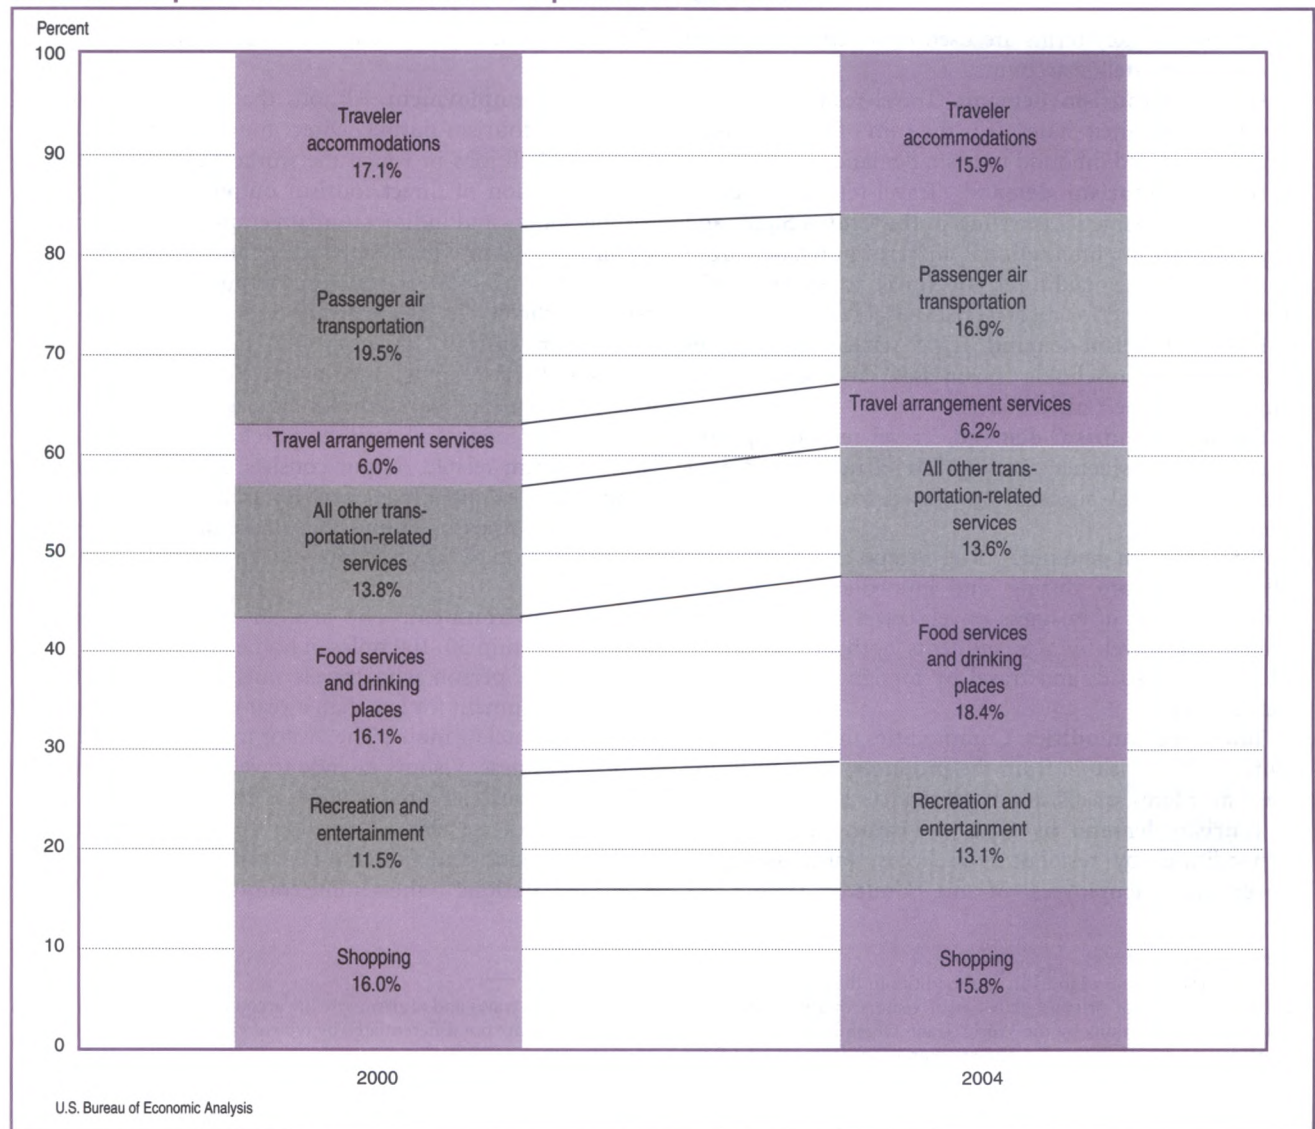 Percent
100
90
80
70
60
50
40
30
20
10
0
Traveler
accommodations
17.1%
Passenger air
transportation
19.5%
Travel arrangement services
6.0%
All other trans-
portation-related
services
13.8%
Food services
and drinking
places
16.1%
Recreation and
entertainment
11.5%
Shopping
16.0%
2000
Traveler
accommodations
15.9%
Passenger air
transportation
16.9%
Travel arrangement services
6.2%
All other trans-
portation-related
services
13.6%
Food services
and drinking
places
18.4%
Recreation and
entertainment
13.1%
Shopping
15.8%
2004
U.S. Bureau of Economic Analysis